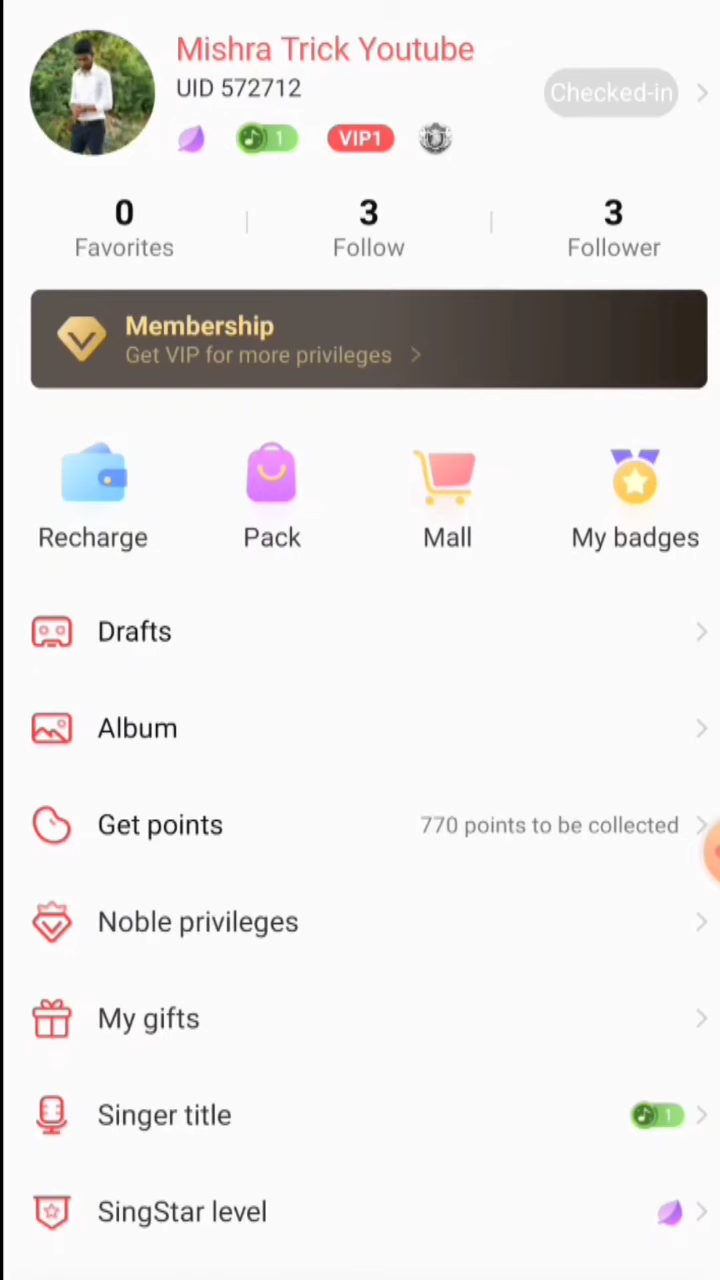 Mishra Trick Youtube
UID 572712
Checked-in
1
VIP1
U
0
3
3
Favorites
Follow
Follower
Membership
Get VIP for more privileges
Recharge
Pack
Mall
My badges
Drafts
Album
Get points
770 points to be collected
Noble privileges
My gifts
Singer title
1
SingStar level